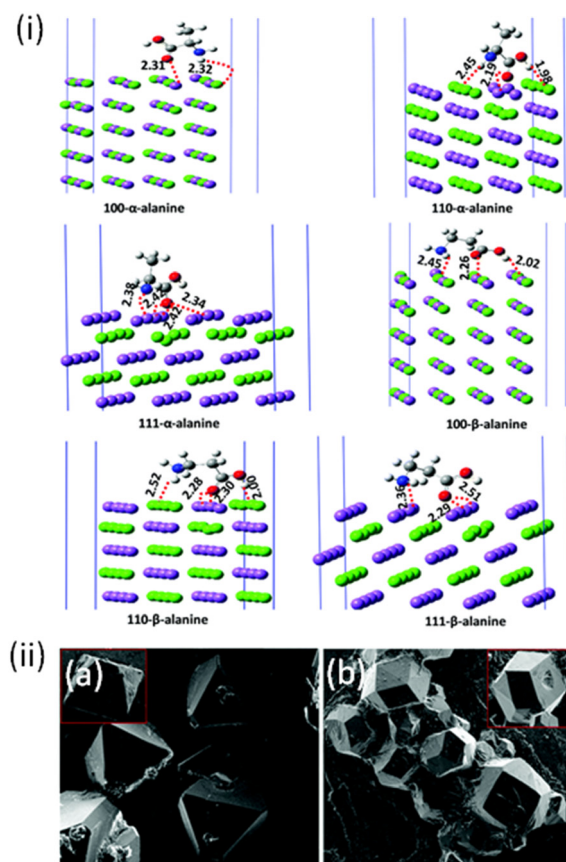 (i)
2.31
2.32
100-α-alanine
2.45
2.19
1.98
110-α-alanine
2.38
2.42
2.42
2.34
111-α-alanine
2.45
2.26
2.02
100-β-alanine
2.52
2.28
2.30
2.00
110-β-alanine
2.36
2.29
2.51
111-β-alanine
(ii)
(a)
(b)